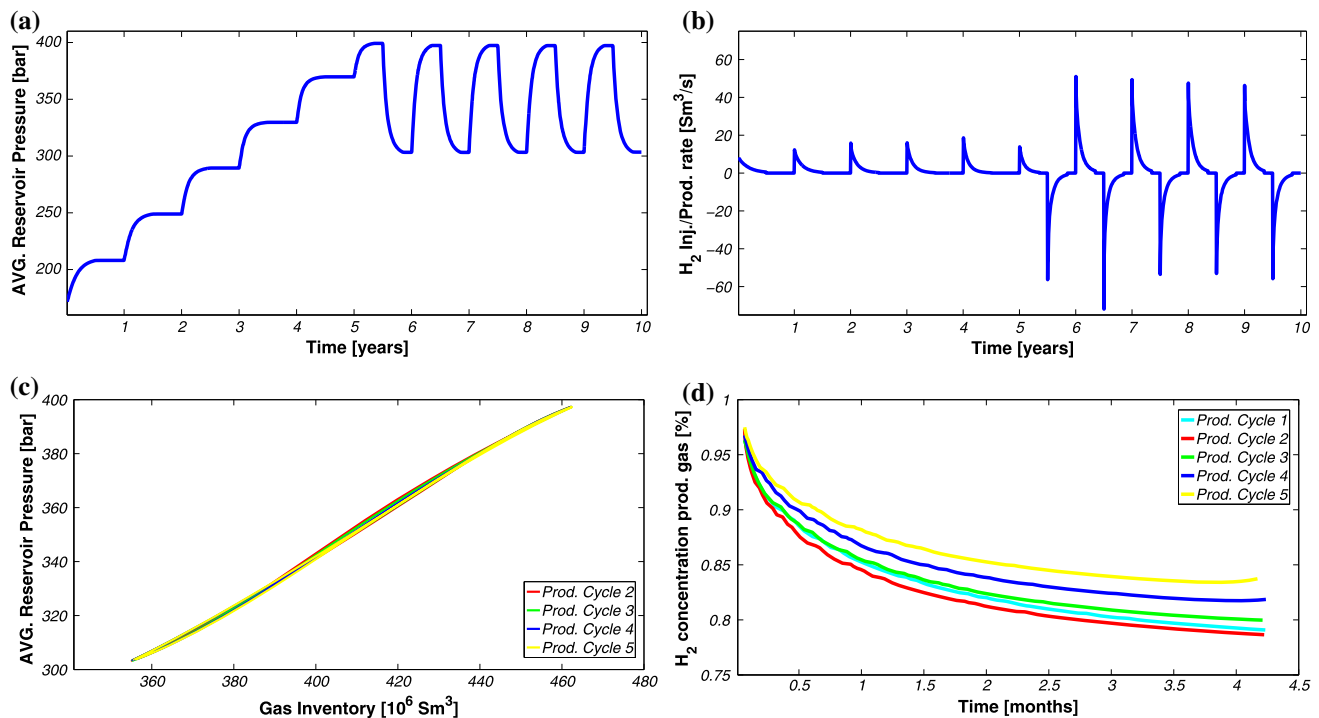 (a)
AVG. Reservoir Pressure [bar]
400
350
300
250
200
1 2 3 4 5 6 7 8 9 10
Time [years]
(b)
H2 Inj./Prod. rate [Sm3/s]
60
40
20
0
−20
−40
−60
1 2 3 4 5 6 7 8 9 10
Time [years]
(c)
AVG. Reservoir Pressure [bar]
400
380
360
340
320
300
360 380 400 420 440 460 480
Gas Inventory [10^6 Sm^3]
Prod. Cycle 2
Prod. Cycle 3
Prod. Cycle 4
Prod. Cycle 5
(d)
H2 concentration prod. gas [%]
1
0.95
0.9
0.85
0.8
0.75
0.5 1 1.5 2 2.5 3 3.5 4 4.5
Time [months]
Prod. Cycle 1
Prod. Cycle 2
Prod. Cycle 3
Prod. Cycle 4
Prod. Cycle 5